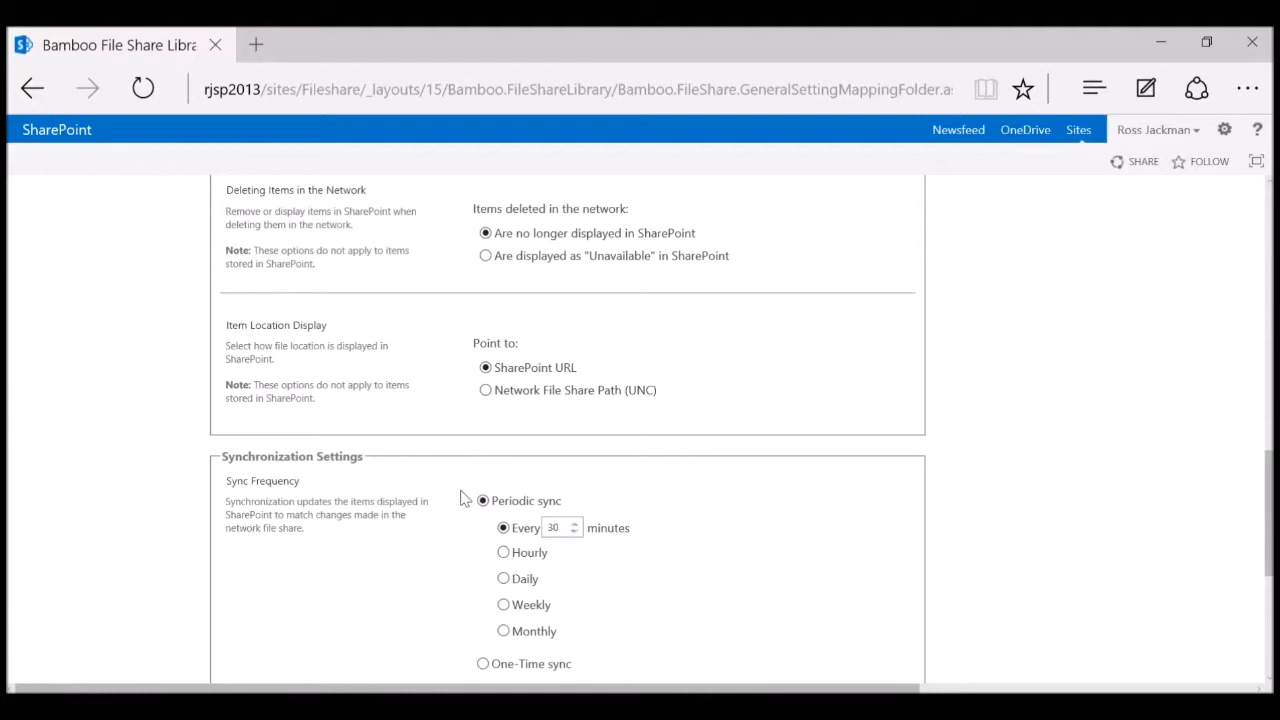 Bamboo File Share Libra
rjsp2013/sites/Fileshare/_layouts/15/Bamboo.FileShareLibrary/Bamboo.FileShare.GeneralSettingMappingFolder.as
SharePoint
Newsfeed OneDrive Sites Ross Jackman ?
SHARE FOLLOW
Deleting Items in the Network
Remove or display items in SharePoint when
deleting them in the network.
Note: These options do not apply to items
stored in SharePoint.
Items deleted in the network:
Are no longer displayed in SharePoint
Are displayed as "Unavailable" in SharePoint
Item Location Display
Select how file location is displayed in
SharePoint.
Note: These options do not apply to items
stored in SharePoint.
Point to:
SharePoint URL
Network File Share Path (UNC)
Synchronization Settings
Sync Frequency
Synchronization updates the items displayed in
SharePoint to match changes made in the
network file share.
Periodic sync
Every 30 minutes
Hourly
Daily
Weekly
Monthly
One-Time sync